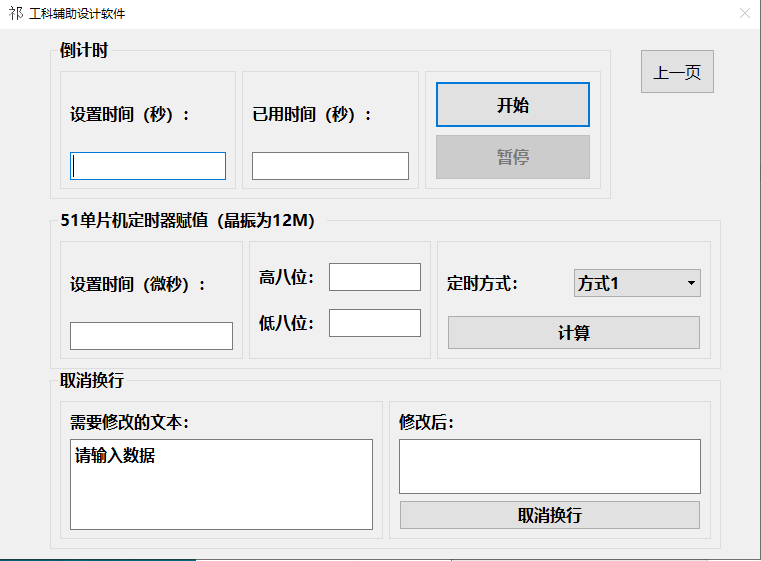 祁 工科辅助设计软件
倒计时
上一页
设置时间（秒）：
已用时间（秒）：
开始
暂停
51单片机定时器赋值（晶振为12M）
设置时间（微秒）：
高八位：
低八位：
定时方式：
方式1
计算
取消换行
需要修改的文本：
请输入数据
修改后：
取消换行